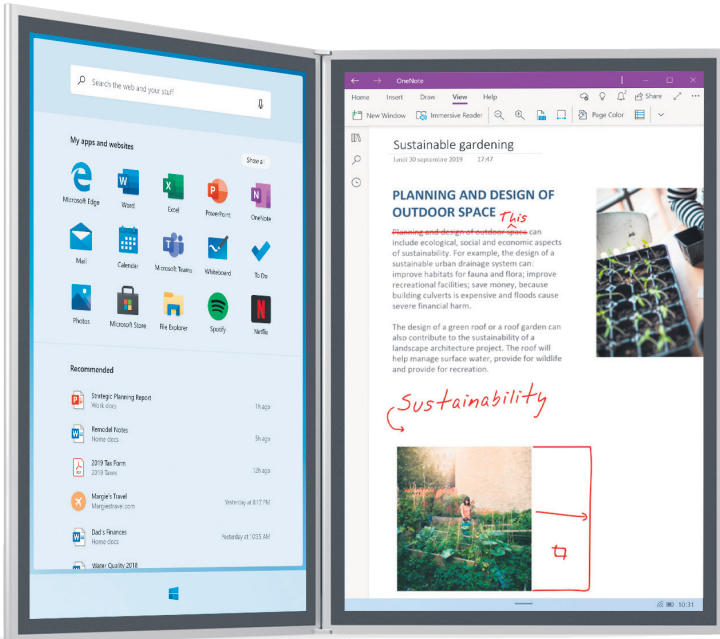 Search the web and your stuff
My apps and websites
Show all
Microsoft Edge
Word
Excel
PowerPoint
OneNote
Mail
Calendar
Microsoft Teams
Whiteboard
To Do
Photos
Microsoft Store
File Explorer
Spotify
Netflix
Recommended
Strategic Planning Report
Work docs
1h ago
Remodel Notes
Home docs
5h ago
2019 Tax Form
2019 Taxes
12h ago
Margie's Travel
Margiestravel.com
Yesterday at 8:17 PM
Dad's Finances
Home docs
Yesterday at 10:35 AM
Water Quality 2018
OneNote
Home Insert Draw View Help
Share
New Window Immersive Reader Page Color
Sustainable gardening
lundi 30 septembre 2019 17:47
PLANNING AND DESIGN OF
OUTDOOR SPACE
This
Planning and design of outdoor space can
include ecological, social and economic aspects
of sustainability. For example, the design of a
sustainable urban drainage system can:
improve habitats for fauna and flora; improve
recreational facilities; save money, because
building culverts is expensive and floods cause
severe financial harm.
The design of a green roof or a roof garden can
also contribute to the sustainability of a
landscape architecture project. The roof will
help manage surface water, provide for wildlife
and provide for recreation.
Sustainability
10:31